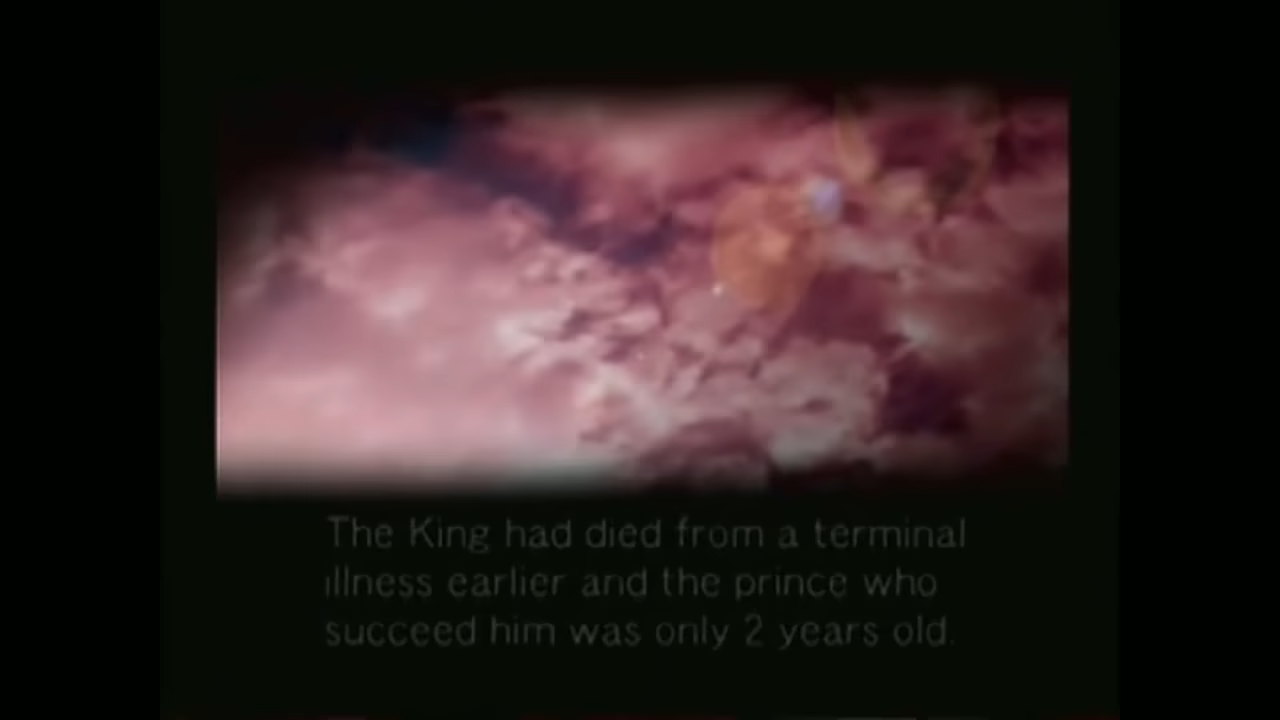 The King had died from a terminal
illness earlier and the prince who
succeed him was only 2 years old.